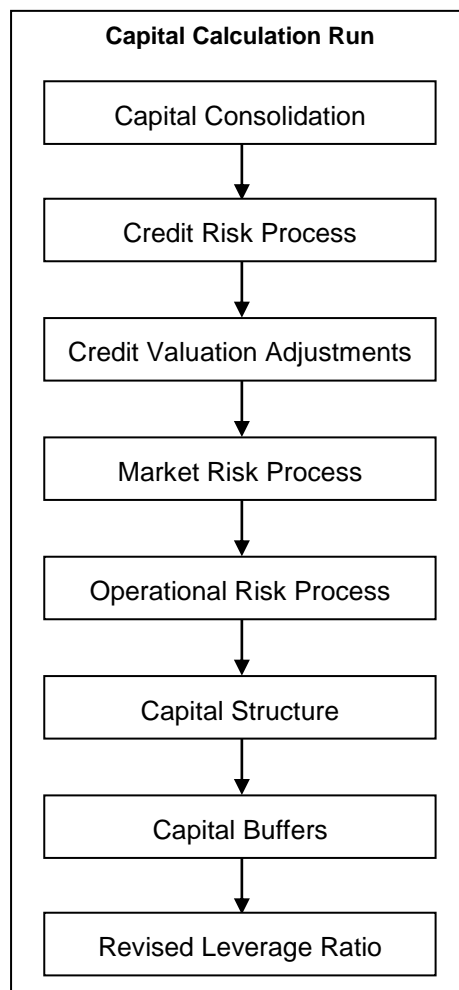 Capital Calculation Run
Capital Consolidation
Credit Risk Process
Credit Valuation Adjustments
Market Risk Process
Operational Risk Process
Capital Structure
Capital Buffers
Revised Leverage Ratio